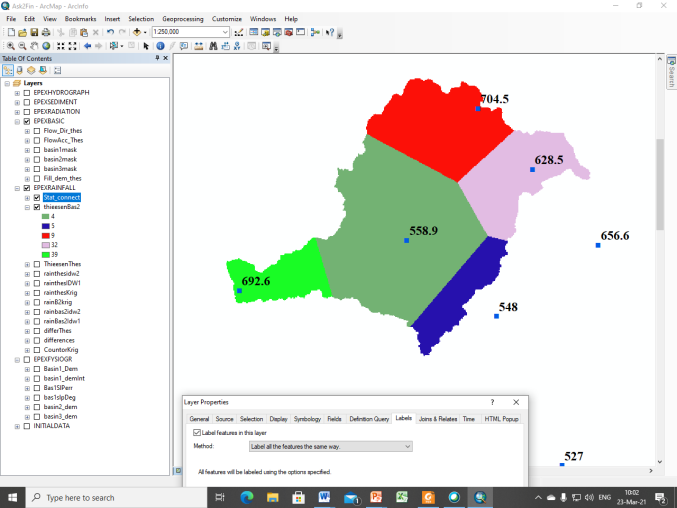 Ask2Fin - ArcMap - ArcInfo
File Edit View Bookmarks Insert Selection Geoprocessing Customize Windows Help
1:250,000
Table Of Contents
Layers
EPEXHYDROGRAPH
EPEXSEDIMENT
EPEXRADIATION
EPEXBASIC
Flow_Dir_thes
FlowAcc_Thes
basin1mask
basin2mask
basin3mask
Fill_dem_thes
EPEXRAINFALL
Stat_connect
thieesenBas2
4
5
9
32
39
ThieesenThes
rainthesidw2
rainthesIDW1
rainthesKrig
rainB2krig
rainbas2idw2
rainBas2idw1
differThes
differences
CountorKrig
EPEXFYSIOGR
Basin1_Dem
basin1_demInt
Bas1SlPerr
bas1slpDeg
basin2_dem
basin3_dem
INITIALDATA
704.5
628.5
558.9
656.6
692.6
548
527
Search
Layer Properties
General Source Selection Display Symbology Fields Definition Query Labels Joins & Relates Time HTML Popup
Label features in this layer
Method: Label all the features the same way.
All features will be labeled using the options specified.
Type here to search
ENG
10:02
23-Mar-21